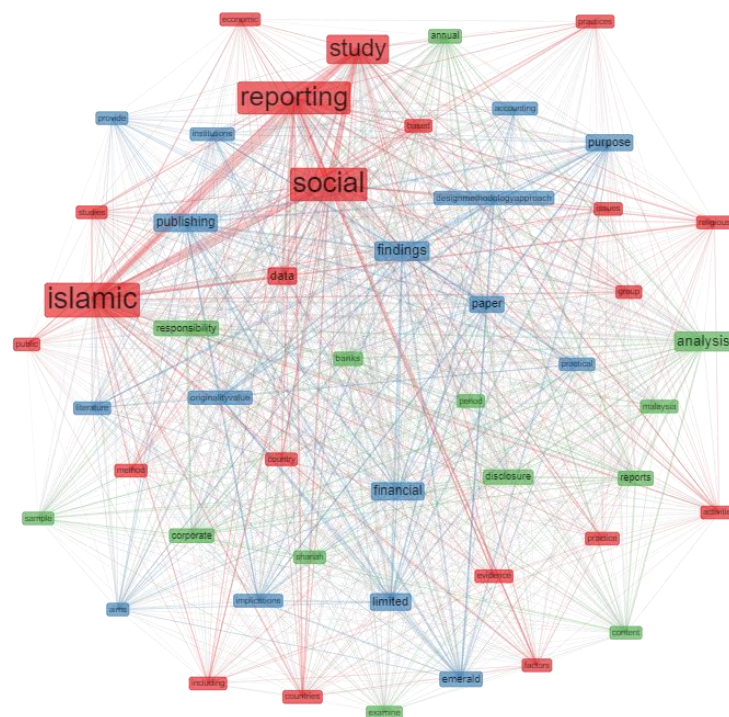 economic
practices
study
annual
reporting
accounting
provide
based
institutions
purpose
social
designmethodologyapproach
studies
issues
publishing
religious
findings
data
group
islamic
paper
responsibility
analysis
public
banks
practical
originalityvalue
literature
period
malaysia
country
method
disclosure
reports
financial
sample
activities
corporate
practice
shariah
evidence
limited
implications
aims
content
factors
emerald
including
countries
examine